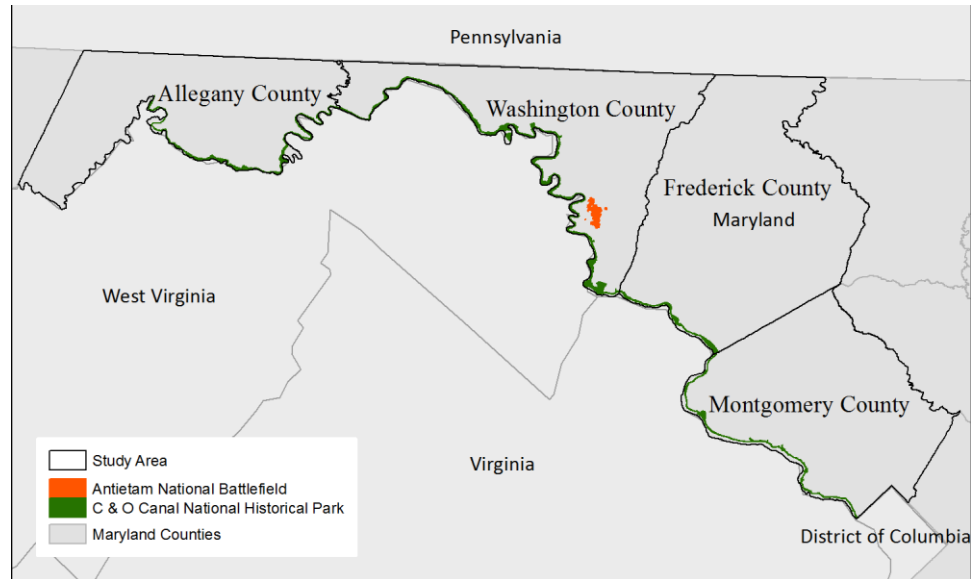 Pennsylvania
Allegany County
Washington County
Frederick County
Maryland
West Virginia
Montgomery County
Virginia
District of Columbia
Study Area
Antietam National Battlefield
C & O Canal National Historical Park
Maryland Counties